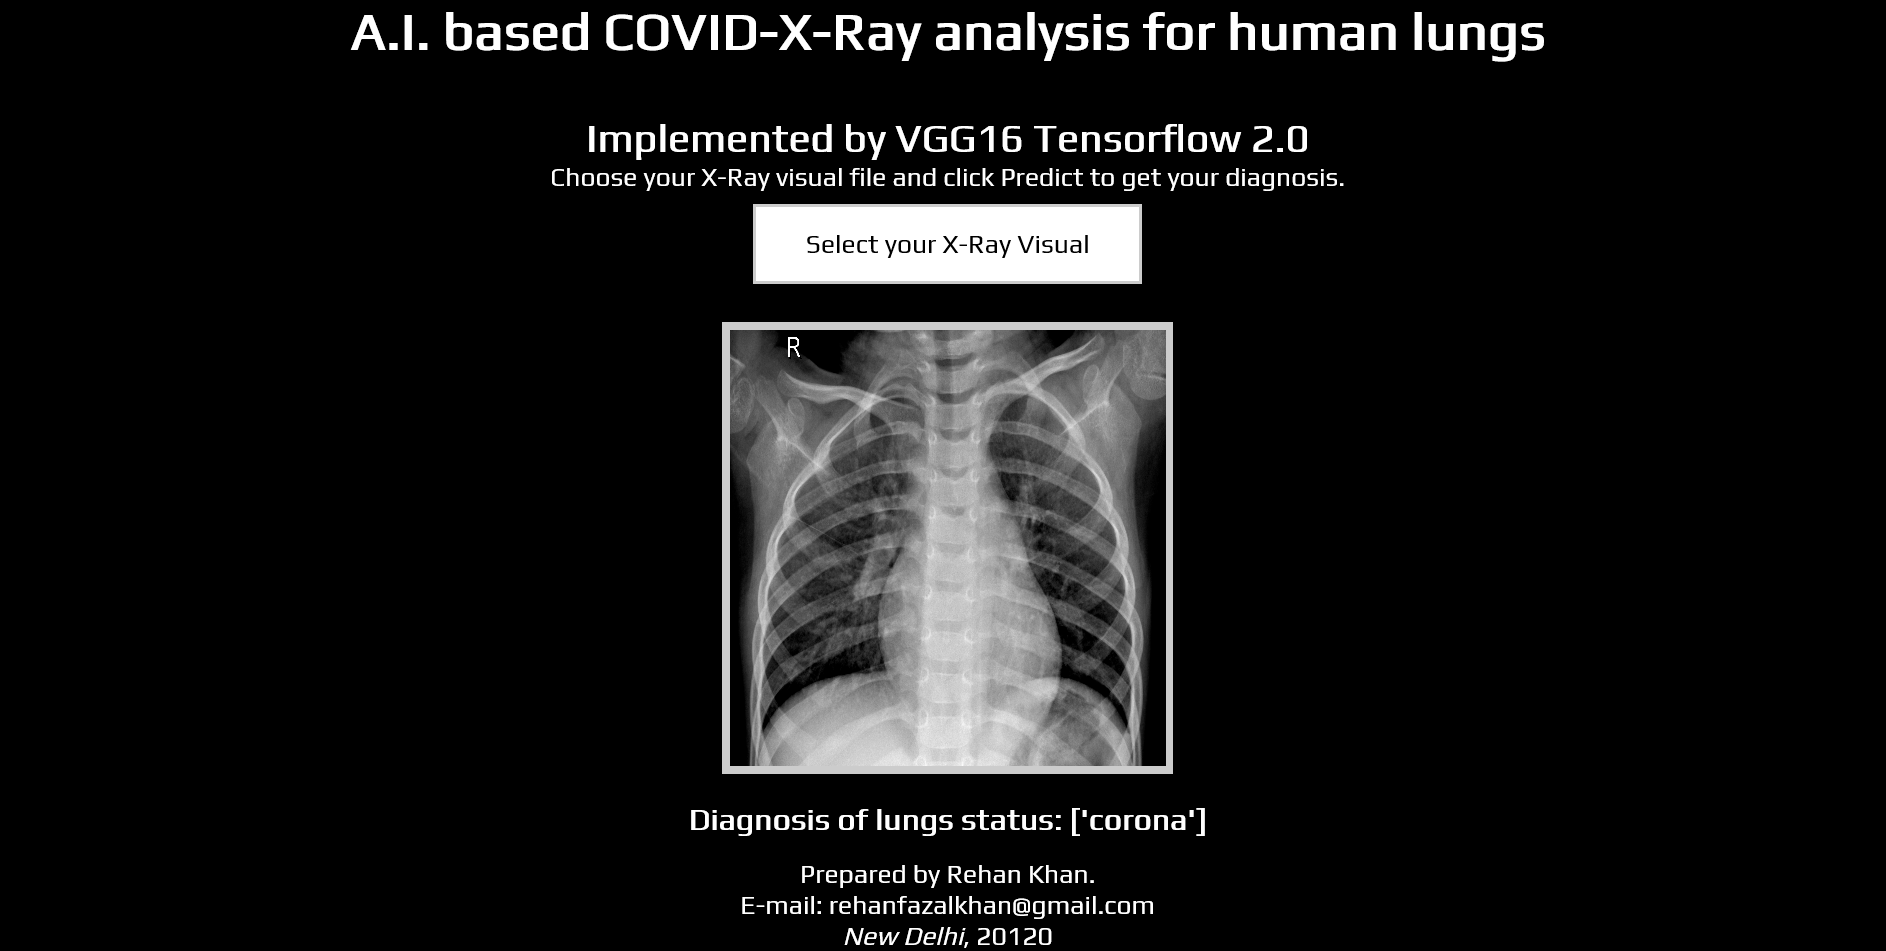 A.I. based COVID-X-Ray analysis for human lungs
Implemented by VGG16 Tensorflow 2.0
Choose your X-Ray visual file and click Predict to get your diagnosis.
Select your X-Ray Visual
R
Diagnosis of lungs status: ['corona']
Prepared by Rehan Khan.
E-mail: rehanfazalkhan@gmail.com
New Delhi, 20120